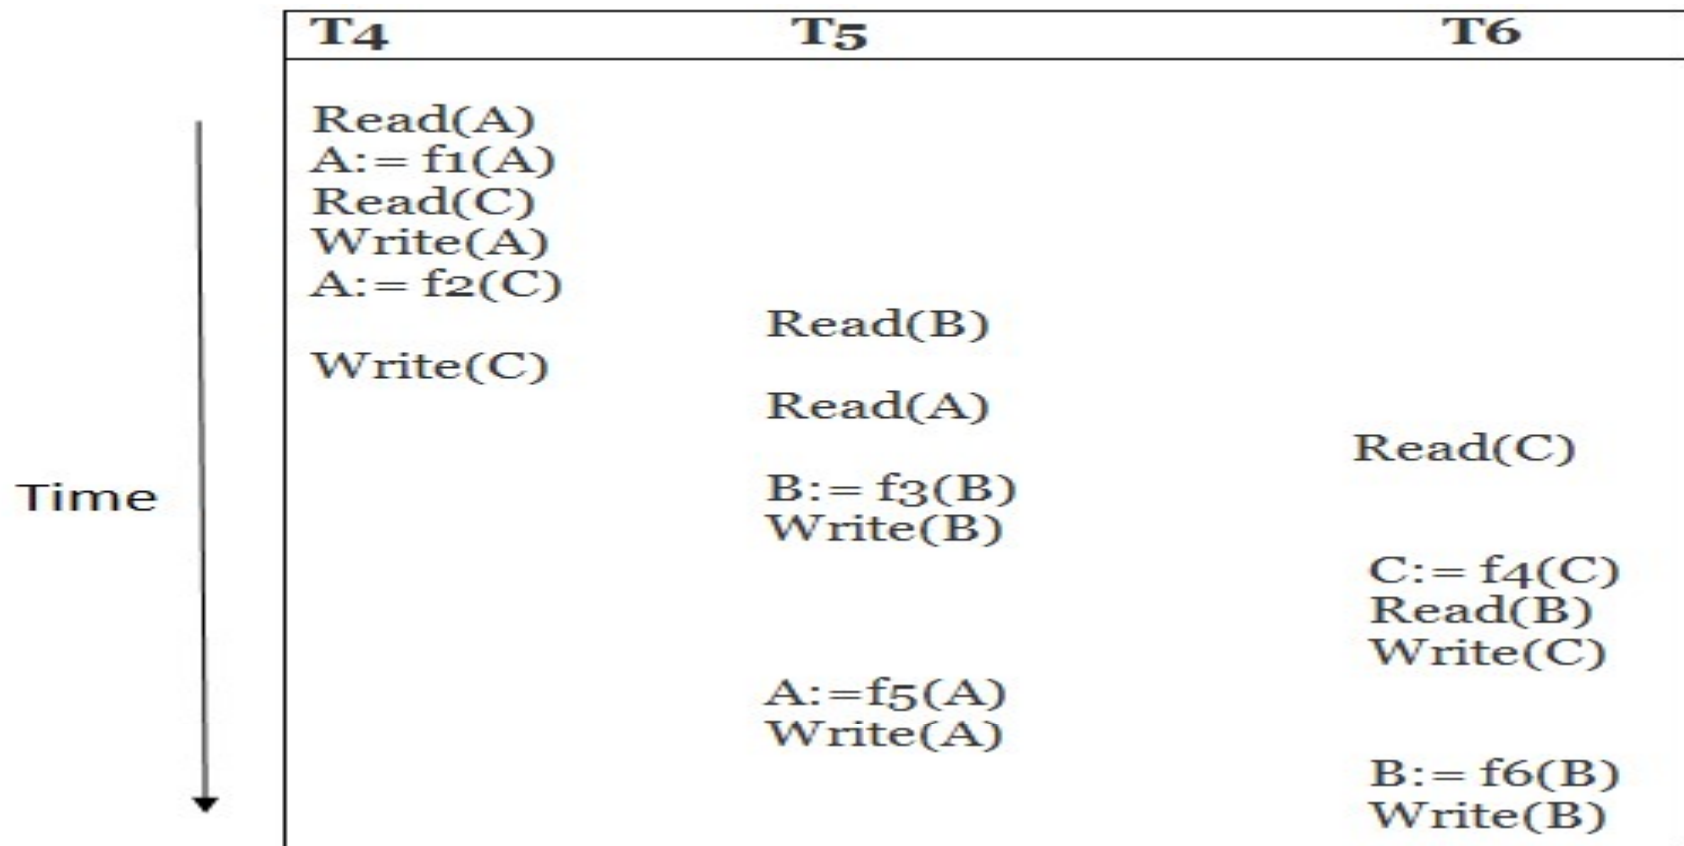 T4 T5 T6
Read(A)
A:= f1(A)
Read(C)
Write(A)
A:= f2(C)
Read(B)
Write(C)
Read(A)
Read(C)
Time
B:= f3(B)
Write(B)
C:= f4(C)
Read(B)
Write(C)
A:=f5(A)
Write(A)
B:= f6(B)
Write(B)